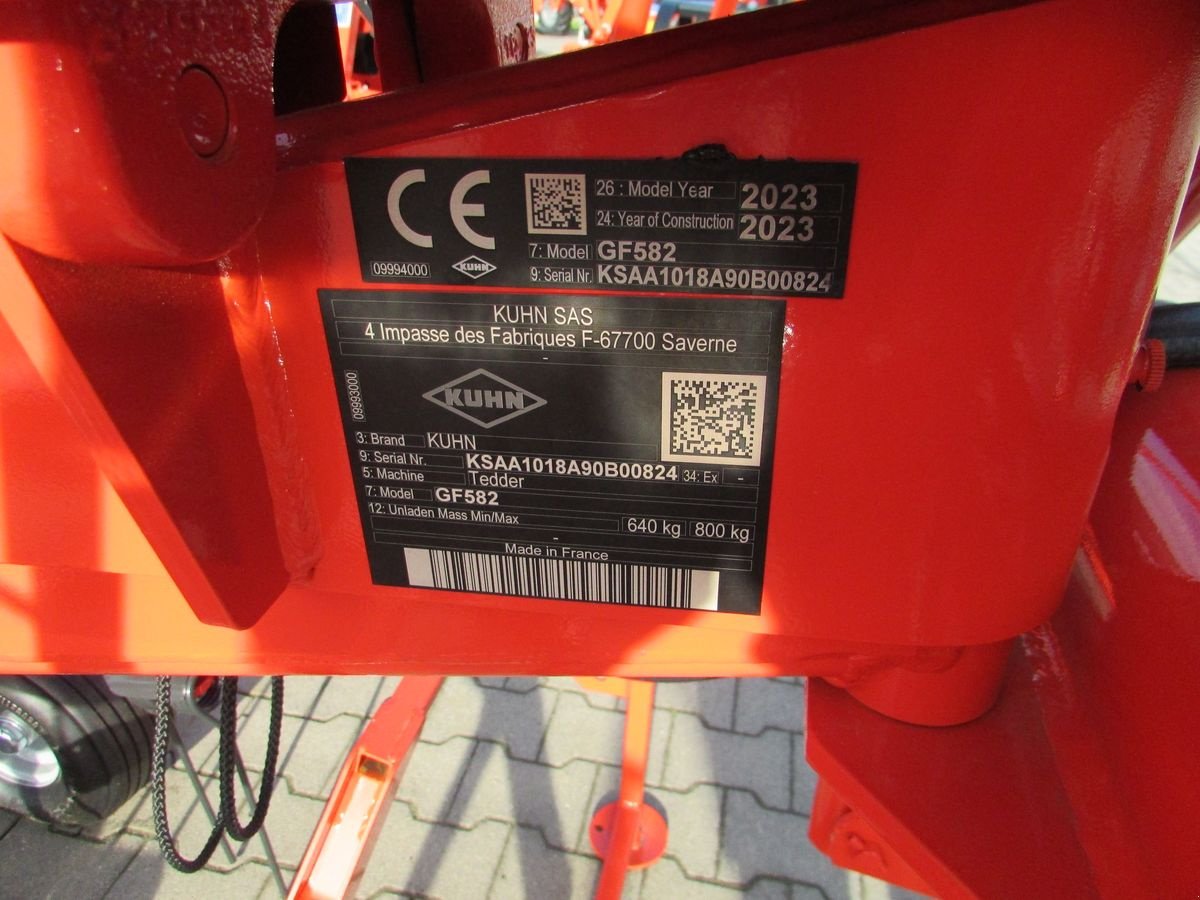 CE
26 : Model Year 2023
24: Year of Construction 2023
7: Model GF582
09994000 KUHN 9: Serial Nr. KSAA1018A90B00824
KUHN SAS
4 Impasse des Fabriques F-67700 Saverne
-
09993000
KUHN
3: Brand KUHN
9: Serial Nr. KSAA1018A90B00824 34: Ex -
5: Machine Tedder
7: Model GF582
12: Unladen Mass Min/Max 640 kg 800 kg
-
Made in France